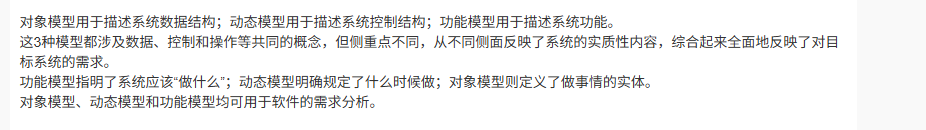 对象模型用于描述系统数据结构；动态模型用于描述系统控制结构；功能模型用于描述系统功能。
这3种模型都涉及数据、控制和操作等共同的概念，但侧重点不同，从不同侧面反映了系统的实质性内容，综合起来全面地反映了对目
标系统的需求。
功能模型指明了系统应该“做什么”；动态模型明确规定了什么时候做；对象模型则定义了做事情的实体。
对象模型、动态模型和功能模型均可用于软件的需求分析。